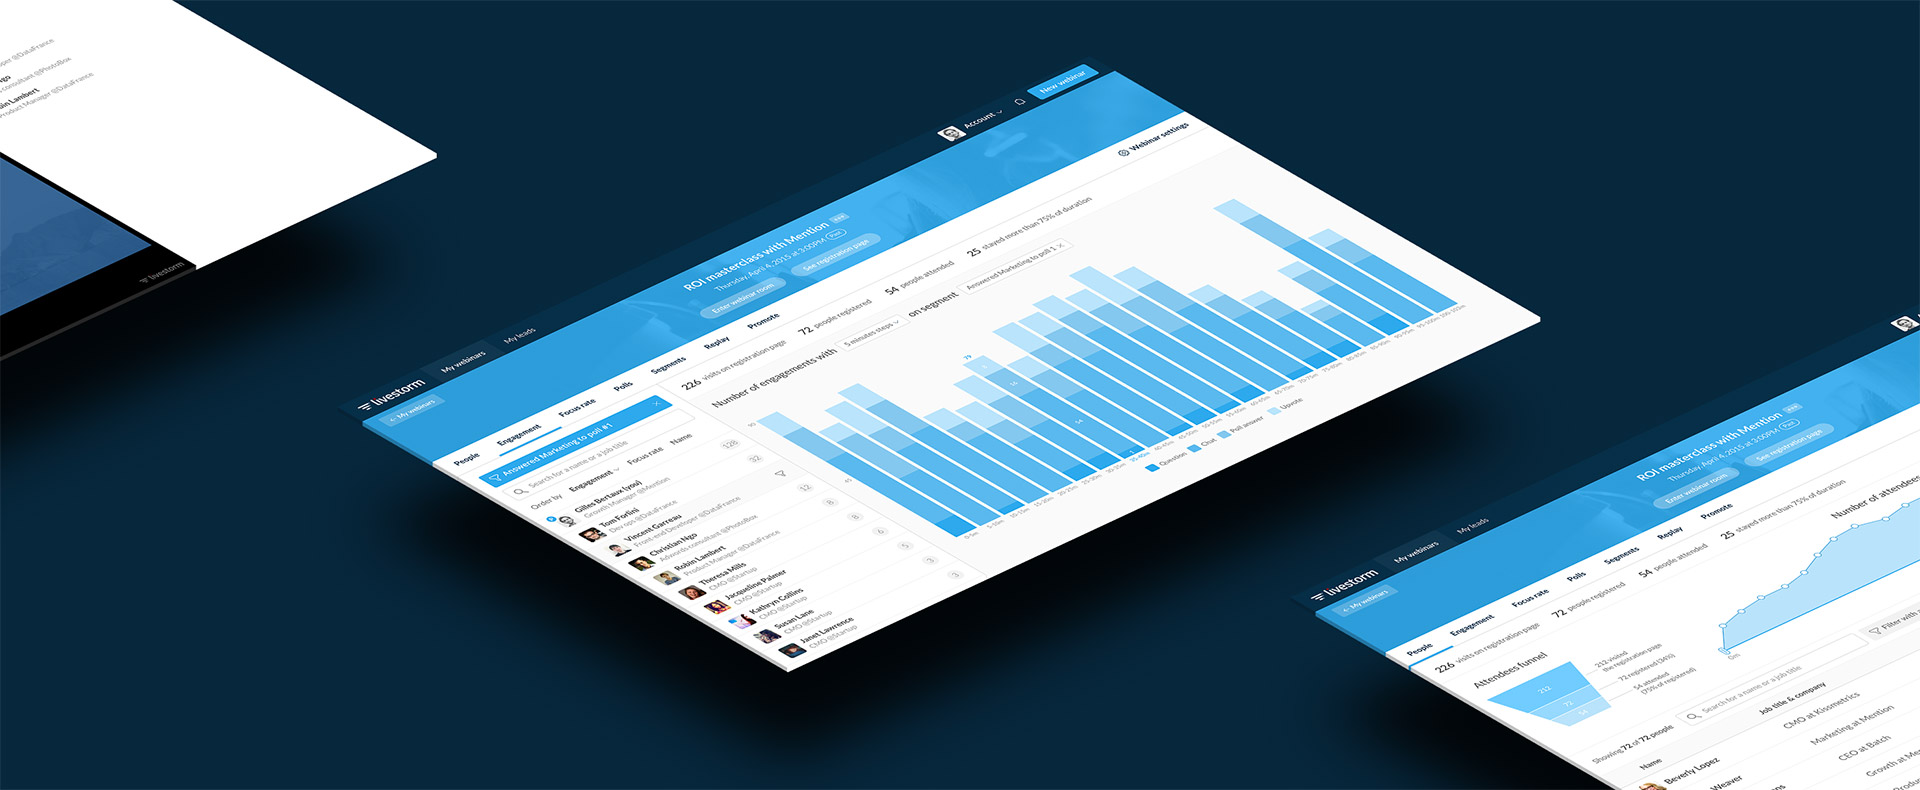 @DataFrance
consultant @PhotoBox
Lambert
Product Manager @DataFrance
livestorm
livestorm
My webinars
My leads
Account
New webinar
← My webinars
ROI masterclass with Mention
Thursday, April 4, 2015 at 3:00PM Past
Enter webinar room
See registration page
People
Engagement
Focus rate
Polls
Segments
Replay
Promote
Webinar settings
226 visits on registration page
72 people registered
54 people attended
25 stayed more than 75% of duration
Answered Marketing to poll #1
Search for a name or a job title
Order by Engagement Focus rate Name
Gilles Bertaux (you)
Growth Manager @Mention
128
Tom Forlini
Dev ops @DataFrance
32
Vincent Garreau
Front-end Developer @DataFrance
Christian Ngo
Adwords consultant @PhotoBox
12
Robin Lambert
Product Manager @DataFrance
8
Theresa Mills
CMO @Startup
8
Jacqueline Palmer
CMO @Startup
6
Kathryn Collins
CMO @Startup
5
Susan Lane
CMO @Startup
3
Janet Lawrence
CMO @Startup
3
Number of engagements with 5 minutes steps on segment Answered Marketing to poll 1 ×
79
Question
Chat
Poll answer
Upvote
livestorm
My webinars
My leads
← My webinars
ROI masterclass with Mention
Thursday, April 4, 2015 at 3:00PM Past
Enter webinar room
See registration page
People
Engagement
Focus rate
Polls
Segments
Replay
Promote
226 visits on registration page
72 people registered
54 people attended
25 stayed more than 75% of duration
Attendees funnel
212
72
54
212 visited
the registration page
72 registered (34%)
54 attended
(75% of registered)
Number of attendees
0m
Showing 72 of 72 people
Search for a name or a job title
Filter with
Name
Job title & company
Beverly Lopez
CMO at Kissmetrics
Weaver
Marketing at Mention
CEO at Batch
Growth at